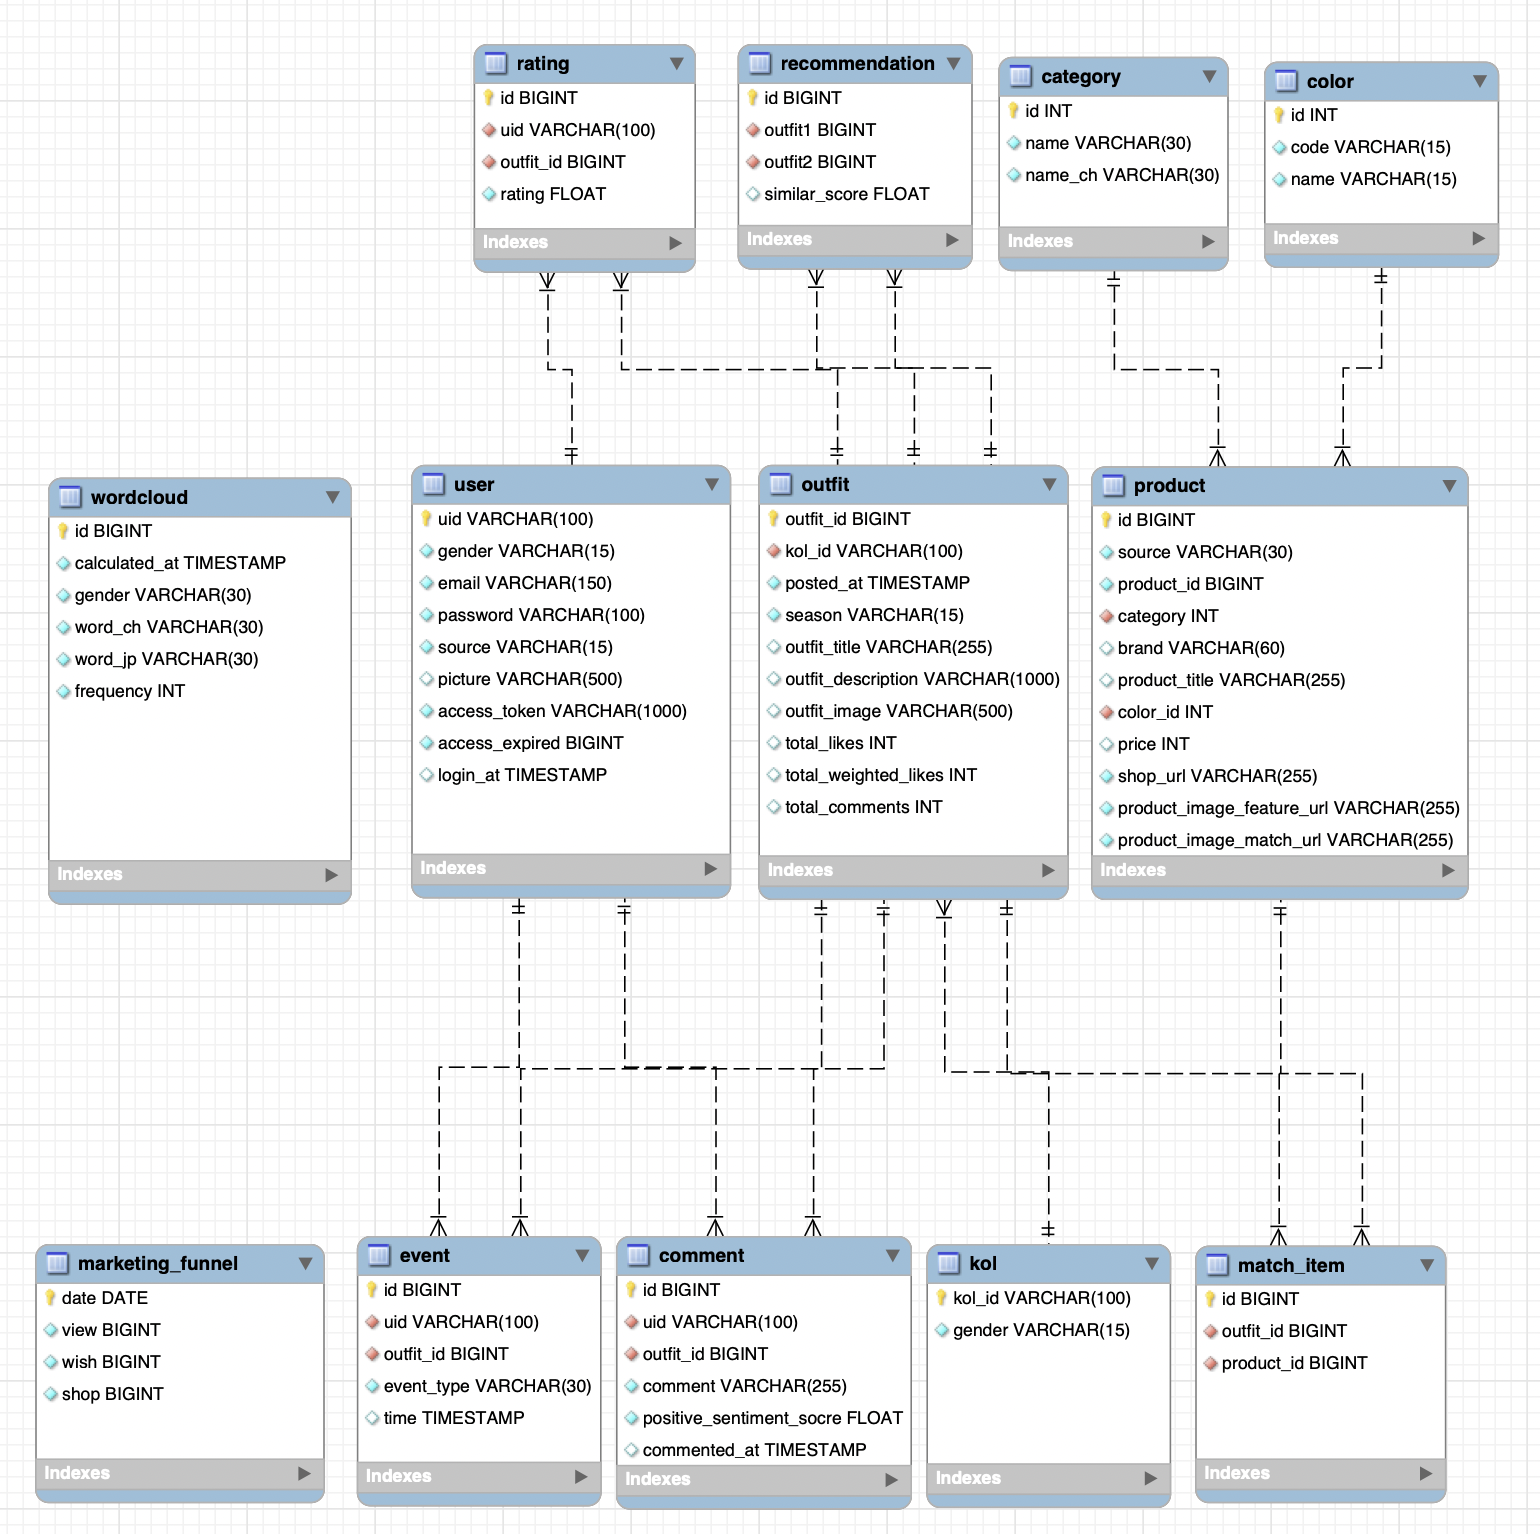 rating
id BIGINT
uid VARCHAR(100)
outfit_id BIGINT
rating FLOAT
Indexes
recommendation
id BIGINT
outfit1 BIGINT
outfit2 BIGINT
similar_score FLOAT
Indexes
category
id INT
name VARCHAR(30)
name_ch VARCHAR(30)
Indexes
color
id INT
code VARCHAR(15)
name VARCHAR(15)
Indexes
wordcloud
id BIGINT
calculated_at TIMESTAMP
gender VARCHAR(30)
word_ch VARCHAR(30)
word_jp VARCHAR(30)
frequency INT
Indexes
user
uid VARCHAR(100)
gender VARCHAR(15)
email VARCHAR(150)
password VARCHAR(100)
source VARCHAR(15)
picture VARCHAR(500)
access_token VARCHAR(1000)
access_expired BIGINT
login_at TIMESTAMP
Indexes
outfit
outfit_id BIGINT
kol_id VARCHAR(100)
posted_at TIMESTAMP
season VARCHAR(15)
outfit_title VARCHAR(255)
outfit_description VARCHAR(1000)
outfit_image VARCHAR(500)
total_likes INT
total_weighted_likes INT
total_comments INT
Indexes
product
id BIGINT
source VARCHAR(30)
product_id BIGINT
category INT
brand VARCHAR(60)
product_title VARCHAR(255)
color_id INT
price INT
shop_url VARCHAR(255)
product_image_feature_url VARCHAR(255)
product_image_match_url VARCHAR(255)
Indexes
marketing_funnel
date DATE
view BIGINT
wish BIGINT
shop BIGINT
Indexes
event
id BIGINT
uid VARCHAR(100)
outfit_id BIGINT
event_type VARCHAR(30)
time TIMESTAMP
Indexes
comment
id BIGINT
uid VARCHAR(100)
outfit_id BIGINT
comment VARCHAR(255)
positive_sentiment_socre FLOAT
commented_at TIMESTAMP
Indexes
kol
kol_id VARCHAR(100)
gender VARCHAR(15)
Indexes
match_item
id BIGINT
outfit_id BIGINT
product_id BIGINT
Indexes